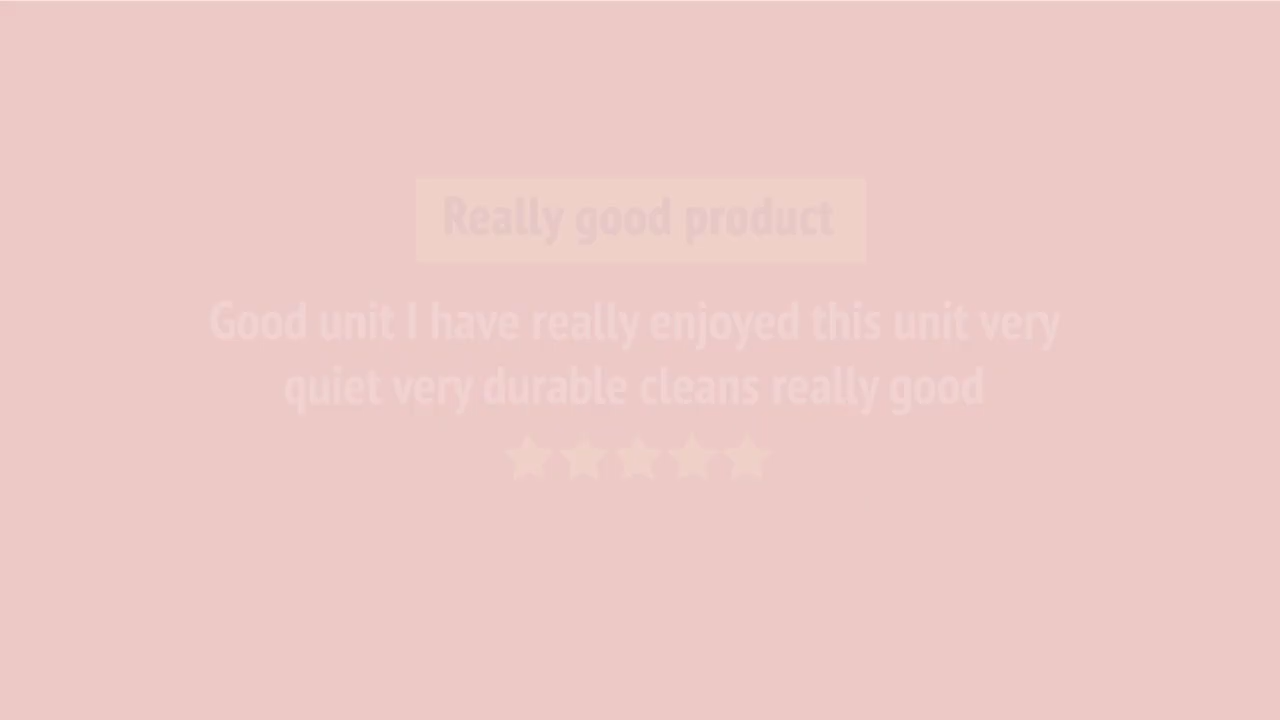 Really good product
Good unit I have really enjoyed this unit very
quiet very durable cleans really good